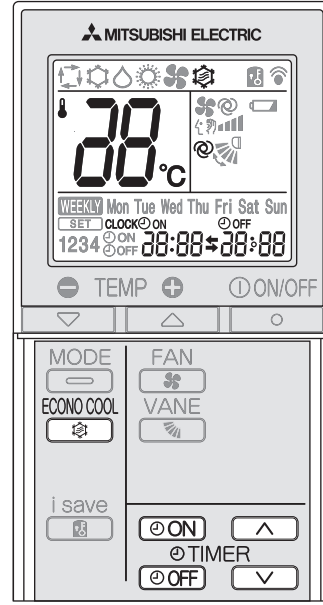 MITSUBISHI ELECTRIC
88°C
WEEKLY Mon Tue Wed Thu Fri Sat Sun
SET CLOCK ON OFF
1234 ON OFF 88:88 88:88
TEMP ON/OFF
MODE FAN
ECONO COOL VANE
i save
ON
TIMER
OFF